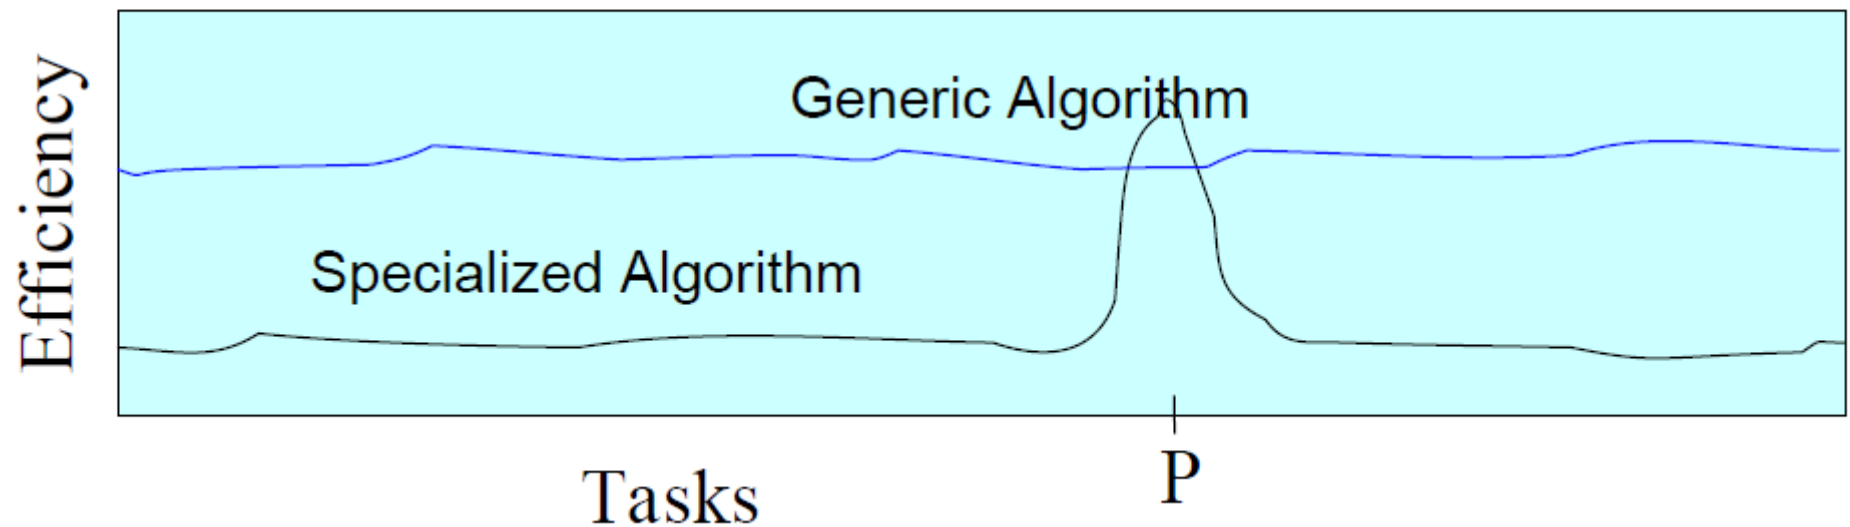 Efficiency
Generic Algorithm
Specialized Algorithm
P
Tasks